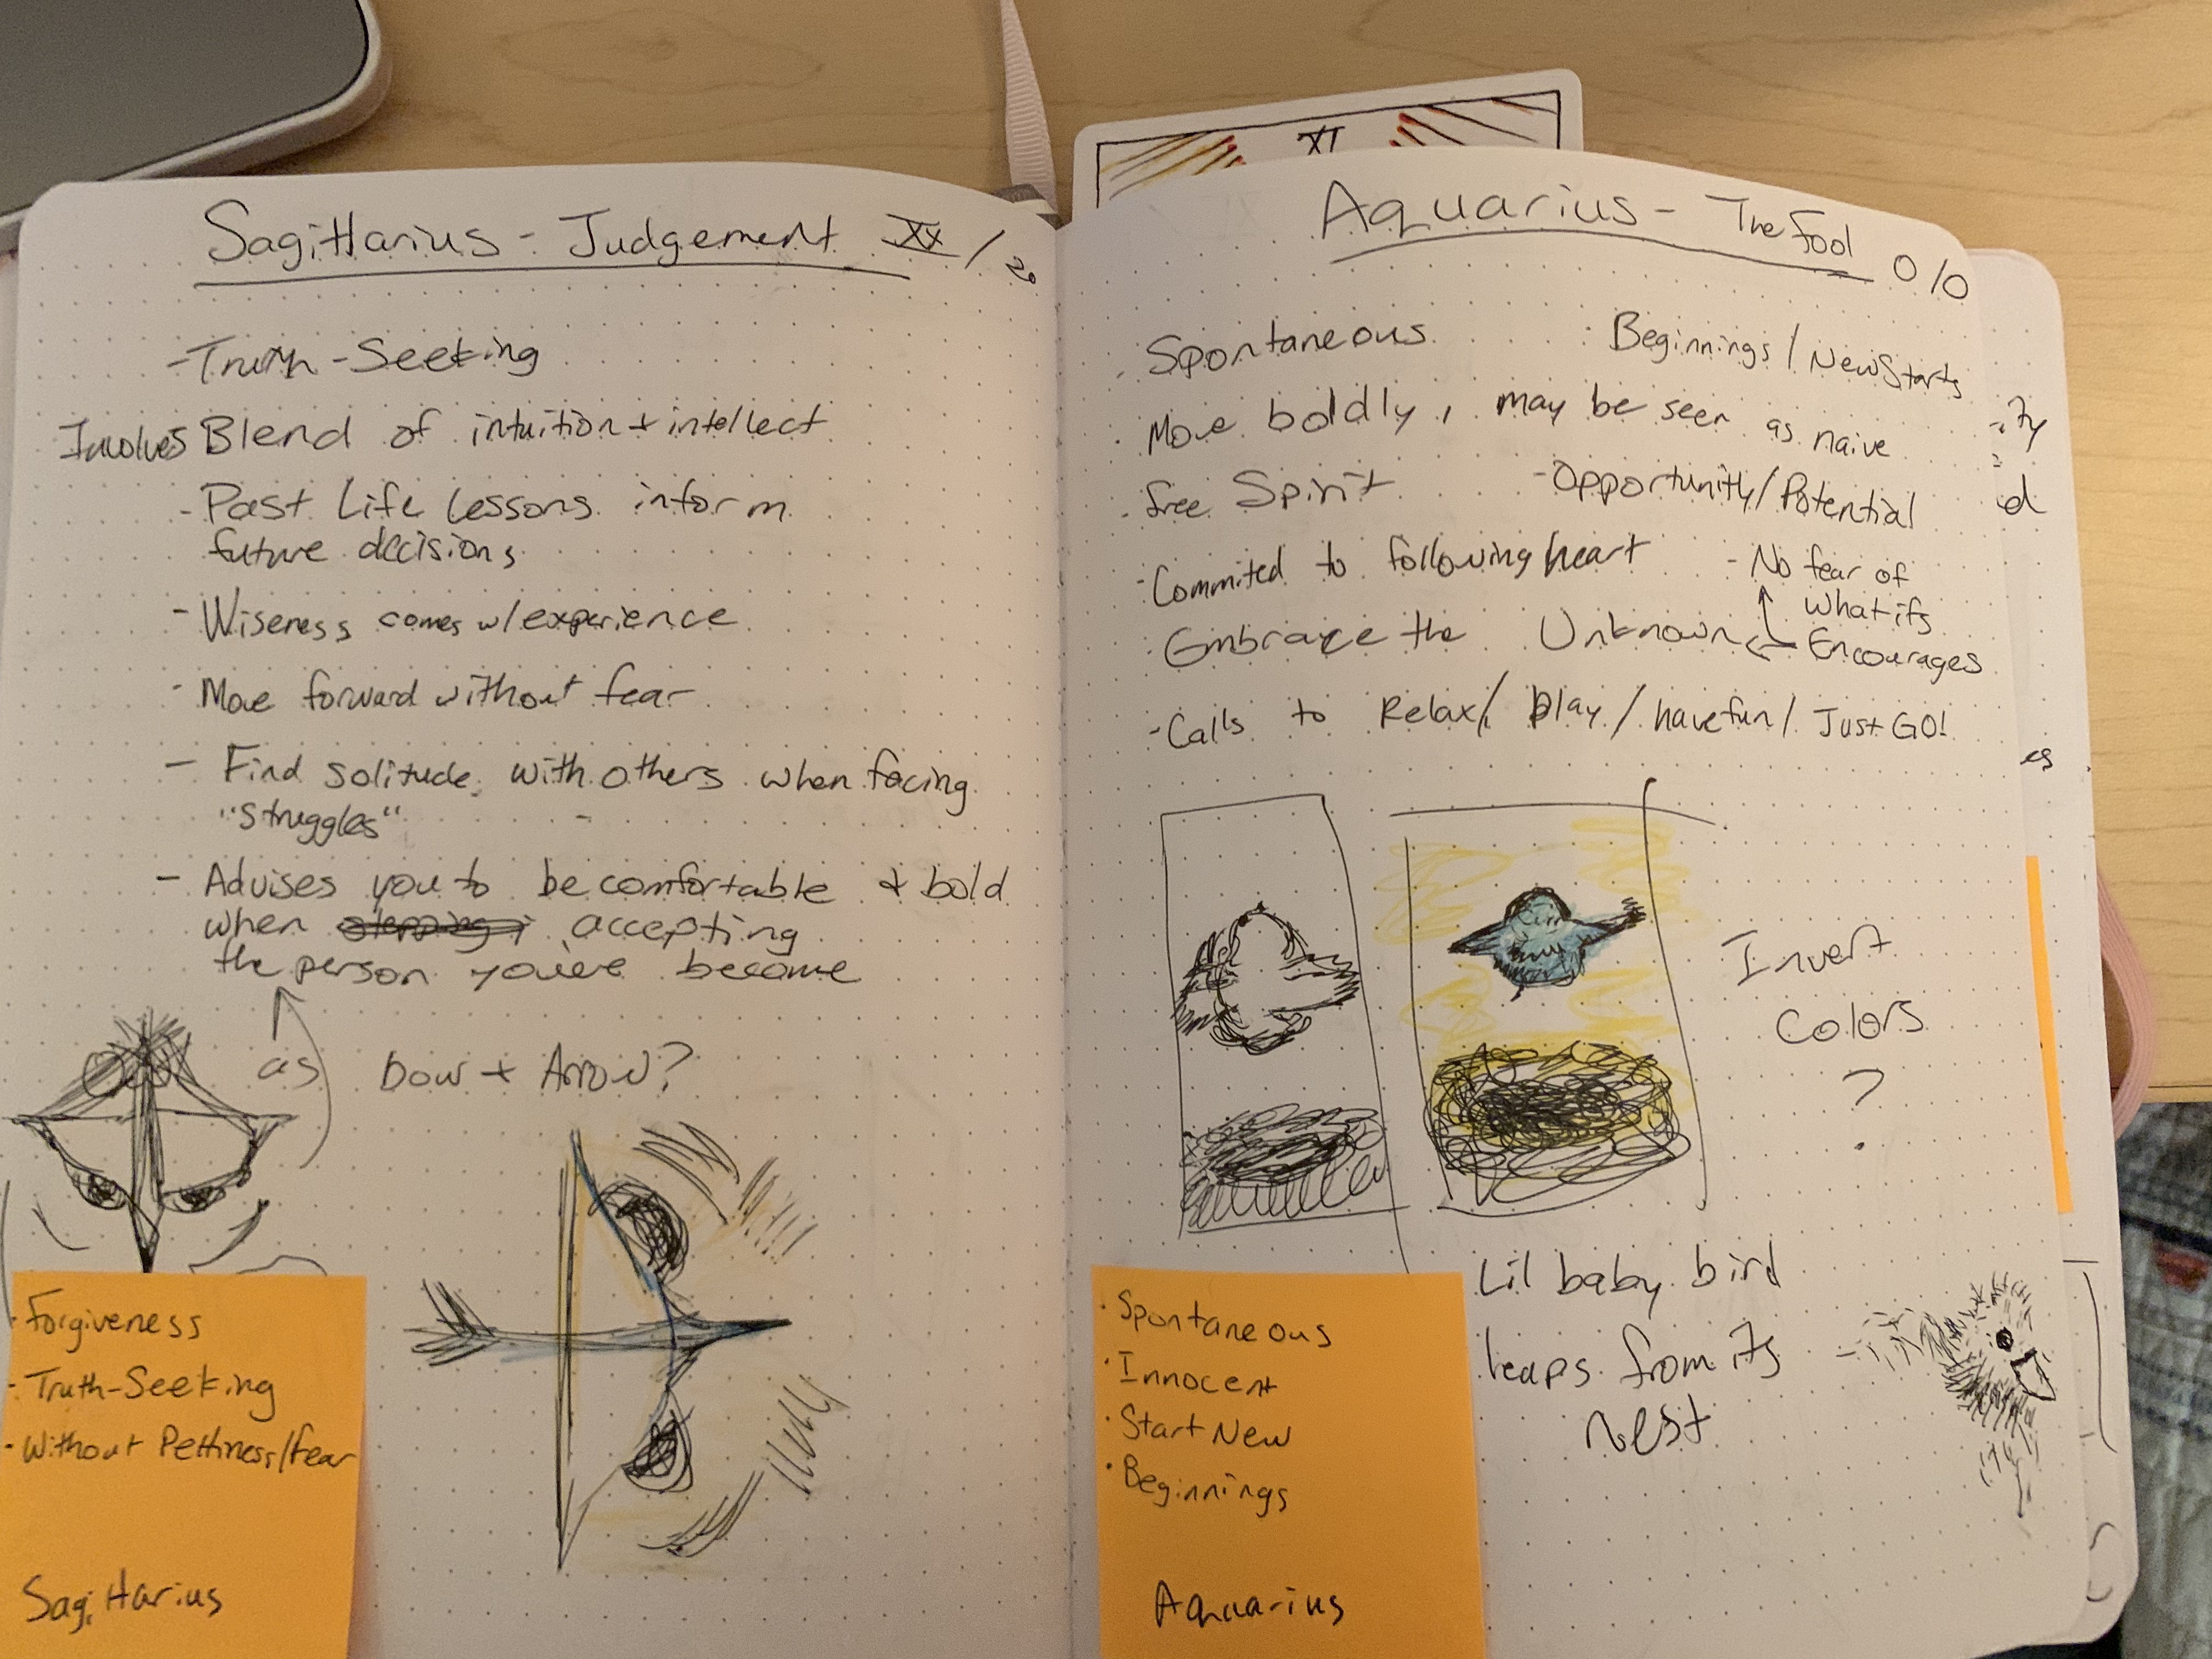 XI
Sagittarius - Judgement XX / 20
-Truth-Seeking
Involves Blend of intuition + intellect
- Past Life Lessons inform
future decisions
- Wiseness comes w/ experience
- Move forward without fear
- Find solitude with others when facing
"struggles"
- Advises you to be comfortable & bold
when accepting
the person you've become
as
Bow + Arrow?
· Forgiveness
- Truth-Seeking
· Without Pettiness/Fear
Sagittarius
Aquarius - The Fool 0/0
· Spontaneous
: Beginnings / New Starts
· Move boldly, may be seen as naive
· Free Spirit
- Opportunity/Potential
· Commited to following heart
- No fear of
what ifs
· Embrace the Unknown ← Encourages
· Calls to Relax / Play / have fun / Just GO!
Invert
Colors
?
Lil baby bird
leaps from its
nest
· Spontaneous
· Innocent
· Start New
· Beginnings
Aquarius
ity
d
es